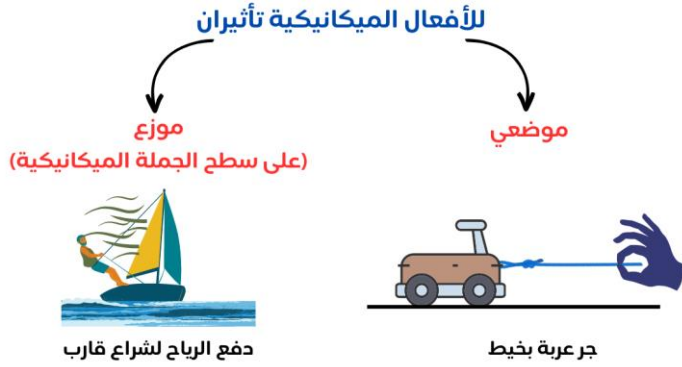 للأفعال الميكانيكية تأثيران
موضعي
موزع
(على سطح الجملة الميكانيكية)
جر عربة بخيط
دفع الرياح لشراع قارب